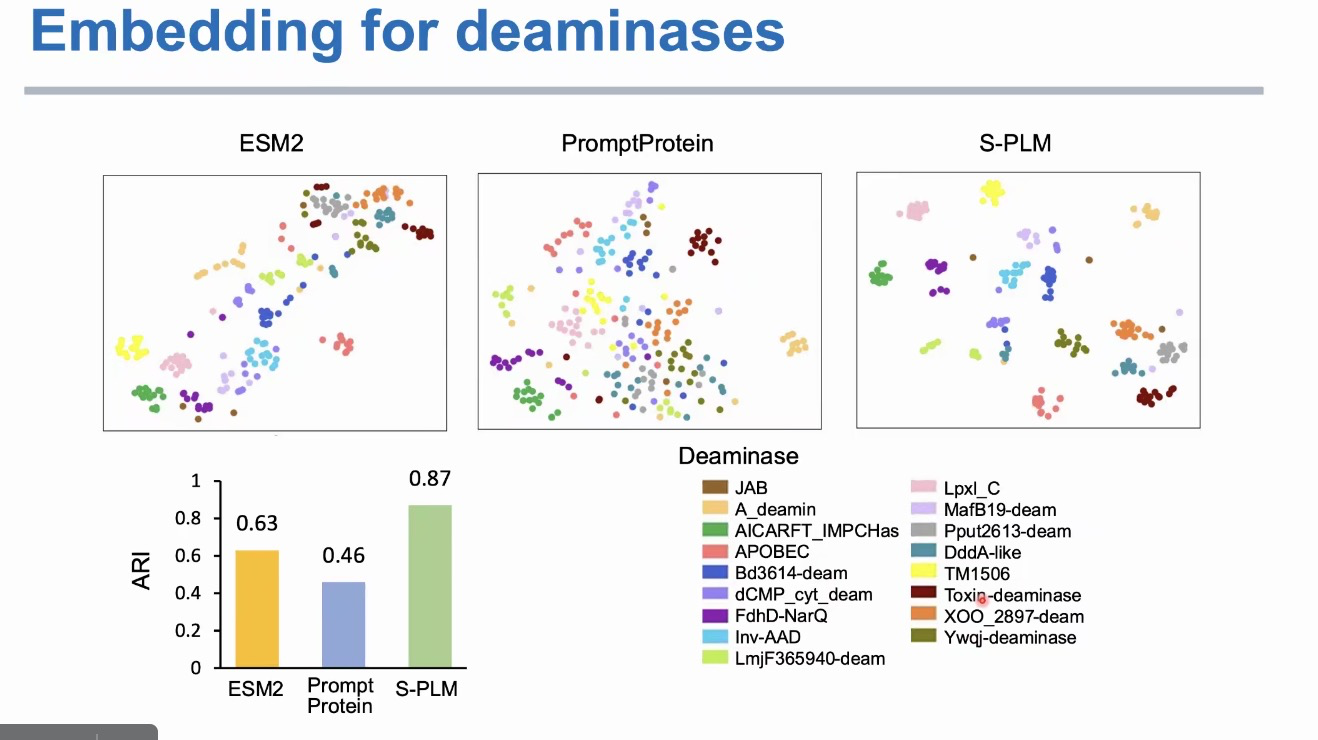 Embedding for deaminases
ESM2
PromptProtein
S-PLM
ARI
1
0.8
0.6
0.4
0.2
0
0.63
0.46
0.87
ESM2
Prompt
Protein
S-PLM
Deaminase
JAB
A_deamin
AICARFT_IMPCHas
APOBEC
Bd3614-deam
dCMP_cyt_deam
FdhD-NarQ
Inv-AAD
LmjF365940-deam
LpxI_C
MafB19-deam
Pput2613-deam
DddA-like
TM1506
Toxin-deaminase
XOO_2897-deam
Ywqj-deaminase